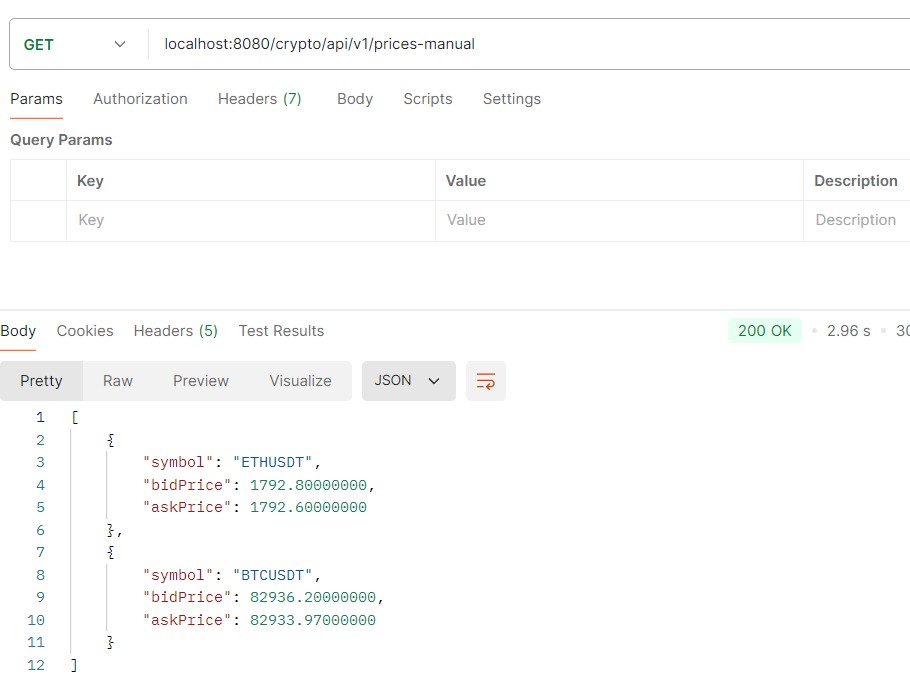 GET localhost:8080/crypto/api/v1/prices-manual
Params Authorization Headers (7) Body Scripts Settings
Query Params
Key Value Description
Key Value Description
Body Cookies Headers (5) Test Results 200 OK • 2.96 s • 30
Pretty Raw Preview Visualize JSON
1 [
2 {
3 "symbol": "ETHUSDT",
4 "bidPrice": 1792.80000000,
5 "askPrice": 1792.60000000
6 },
7 {
8 "symbol": "BTCUSDT",
9 "bidPrice": 82936.20000000,
10 "askPrice": 82933.97000000
11 }
12 ]